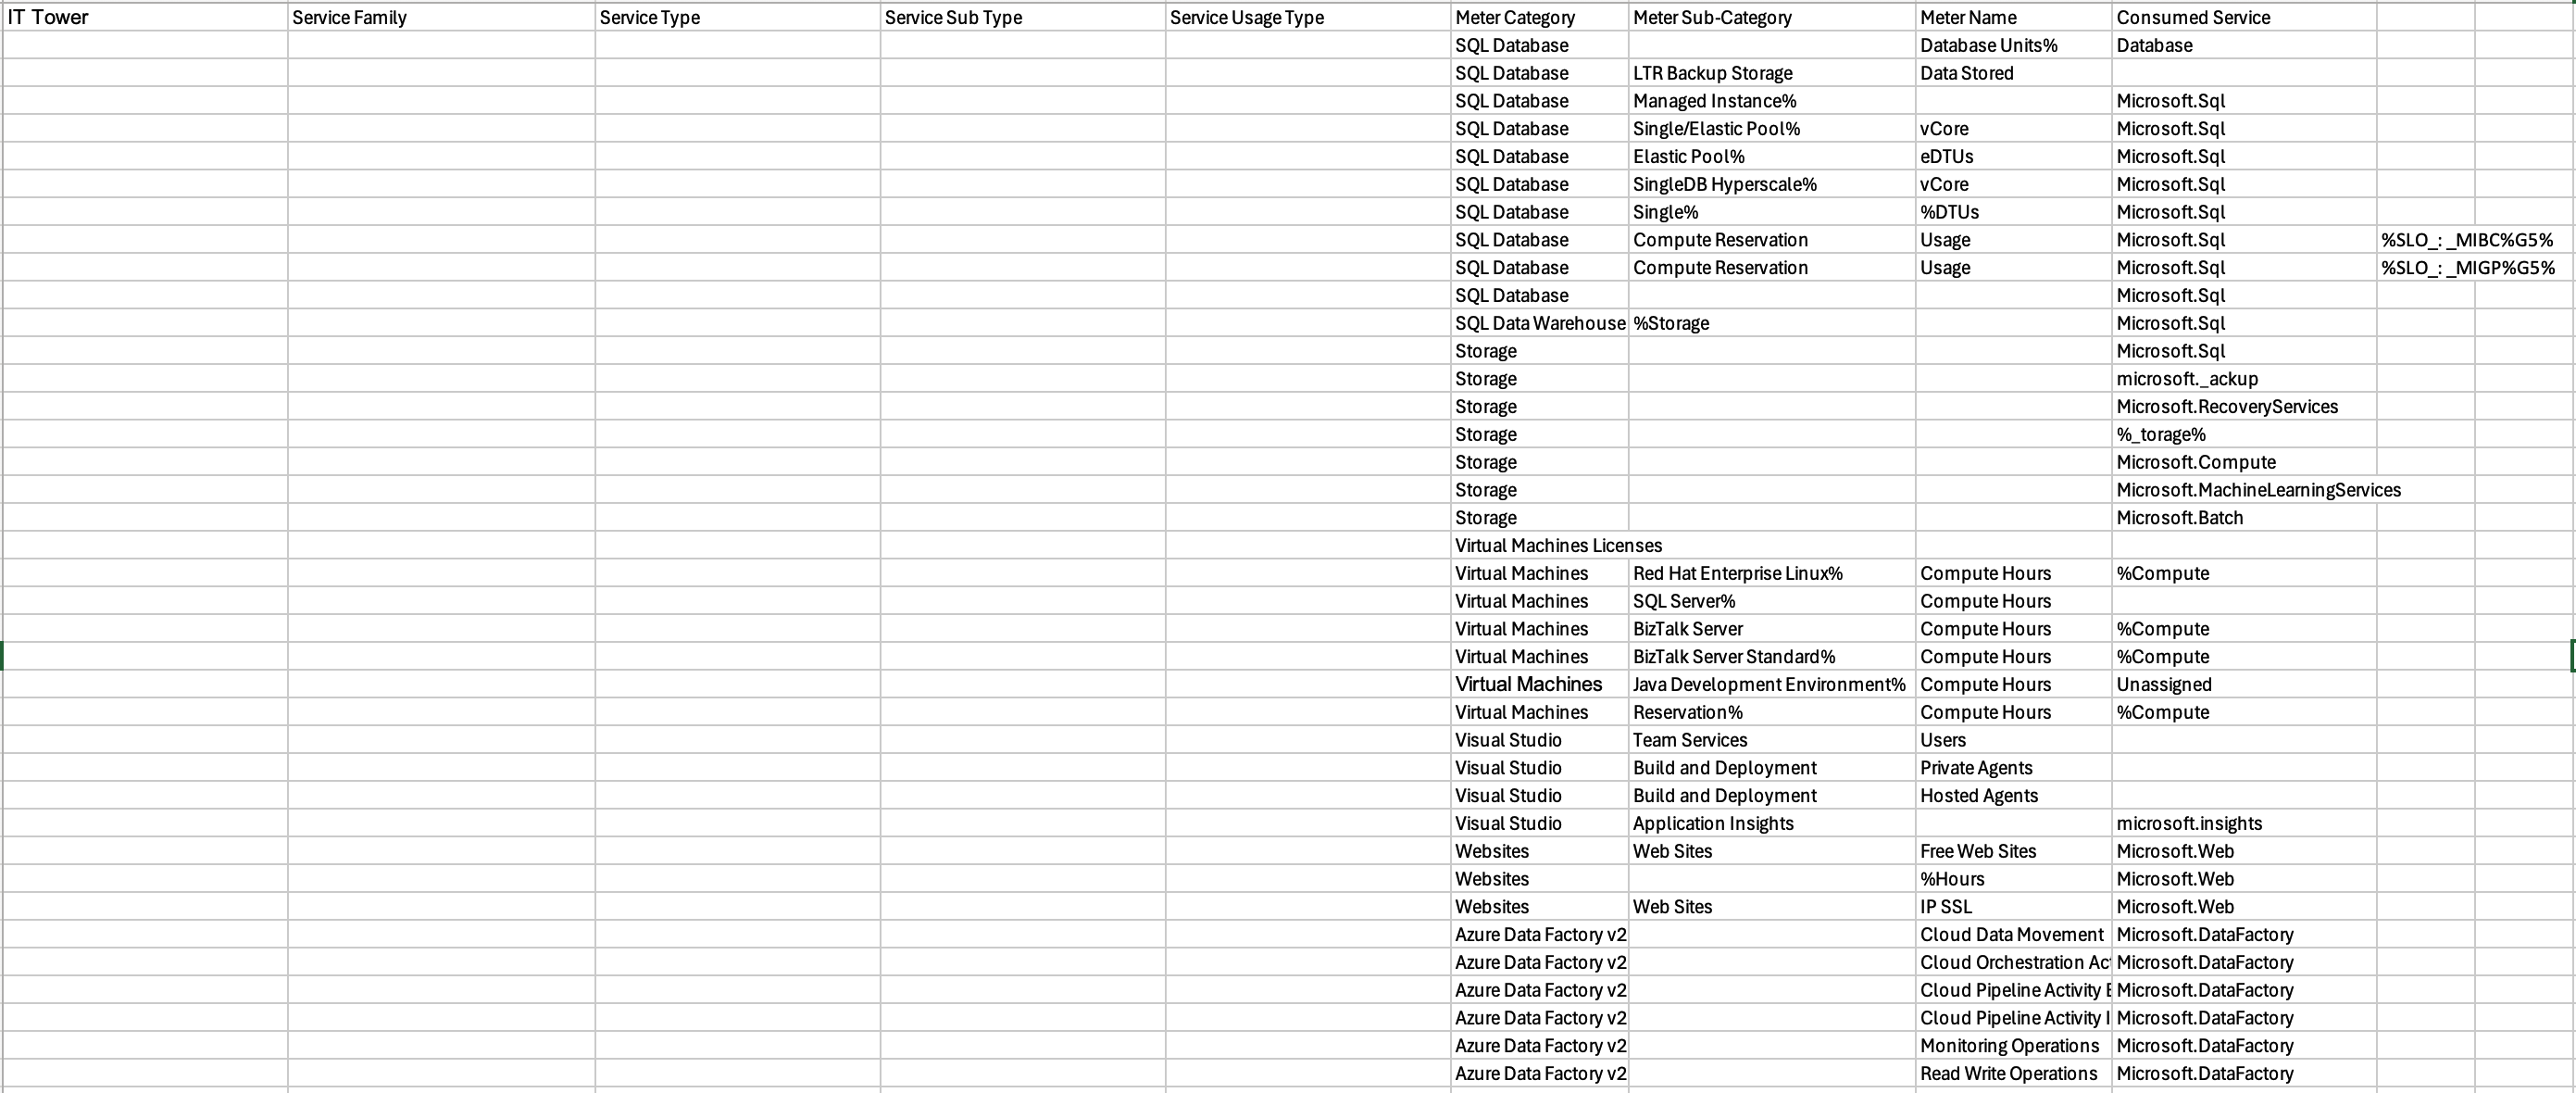 IT Tower Service Family Service Type Service Sub Type Service Usage Type Meter Category Meter Sub-Category Meter Name Consumed Service
SQL Database Database Units% Database
SQL Database LTR Backup Storage Data Stored
SQL Database Managed Instance% Microsoft.Sql
SQL Database Single/Elastic Pool% vCore Microsoft.Sql
SQL Database Elastic Pool% eDTUs Microsoft.Sql
SQL Database SingleDB Hyperscale% vCore Microsoft.Sql
SQL Database Single% %DTUs Microsoft.Sql
SQL Database Compute Reservation Usage Microsoft.Sql %SLO_: _MIBC%G5%
SQL Database Compute Reservation Usage Microsoft.Sql %SLO_: _MIGP%G5%
SQL Database Microsoft.Sql
SQL Data Warehouse %Storage Microsoft.Sql
Storage Microsoft.Sql
Storage microsoft._ackup
Storage Microsoft.RecoveryServices
Storage %_torage%
Storage Microsoft.Compute
Storage Microsoft.MachineLearningServices
Storage Microsoft.Batch
Virtual Machines Licenses
Virtual Machines Red Hat Enterprise Linux% Compute Hours %Compute
Virtual Machines SQL Server% Compute Hours
Virtual Machines BizTalk Server Compute Hours %Compute
Virtual Machines BizTalk Server Standard% Compute Hours %Compute
Virtual Machines Java Development Environment% Compute Hours Unassigned
Virtual Machines Reservation% Compute Hours %Compute
Visual Studio Team Services Users
Visual Studio Build and Deployment Private Agents
Visual Studio Build and Deployment Hosted Agents
Visual Studio Application Insights microsoft.insights
Websites Web Sites Free Web Sites Microsoft.Web
Websites %Hours Microsoft.Web
Websites Web Sites IP SSL Microsoft.Web
Azure Data Factory v2 Cloud Data Movement Microsoft.DataFactory
Azure Data Factory v2 Cloud Orchestration Microsoft.DataFactory
Azure Data Factory v2 Cloud Pipeline Activity Microsoft.DataFactory
Azure Data Factory v2 Cloud Pipeline Activity Microsoft.DataFactory
Azure Data Factory v2 Monitoring Operations Microsoft.DataFactory
Azure Data Factory v2 Read Write Operations Microsoft.DataFactory